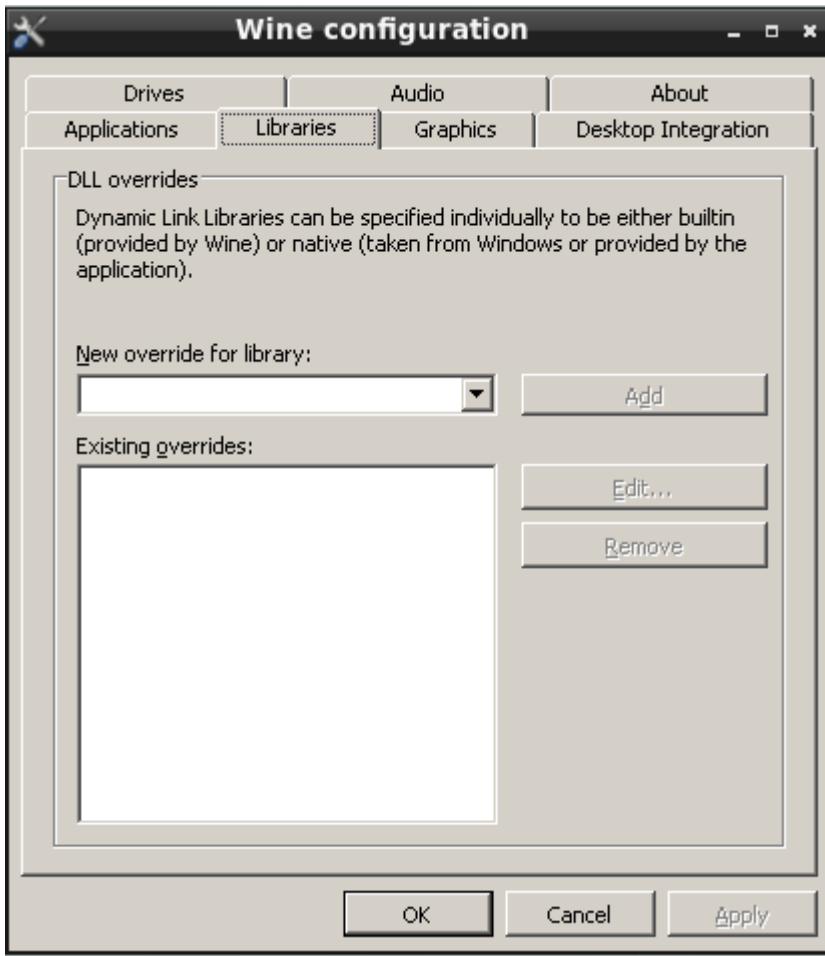 Wine configuration
Drives Audio About
Applications Libraries Graphics Desktop Integration
DLL overrides
Dynamic Link Libraries can be specified individually to be either builtin
(provided by Wine) or native (taken from Windows or provided by the
application).
New override for library:
Add
Existing overrides:
Edit...
Remove
OK Cancel Apply